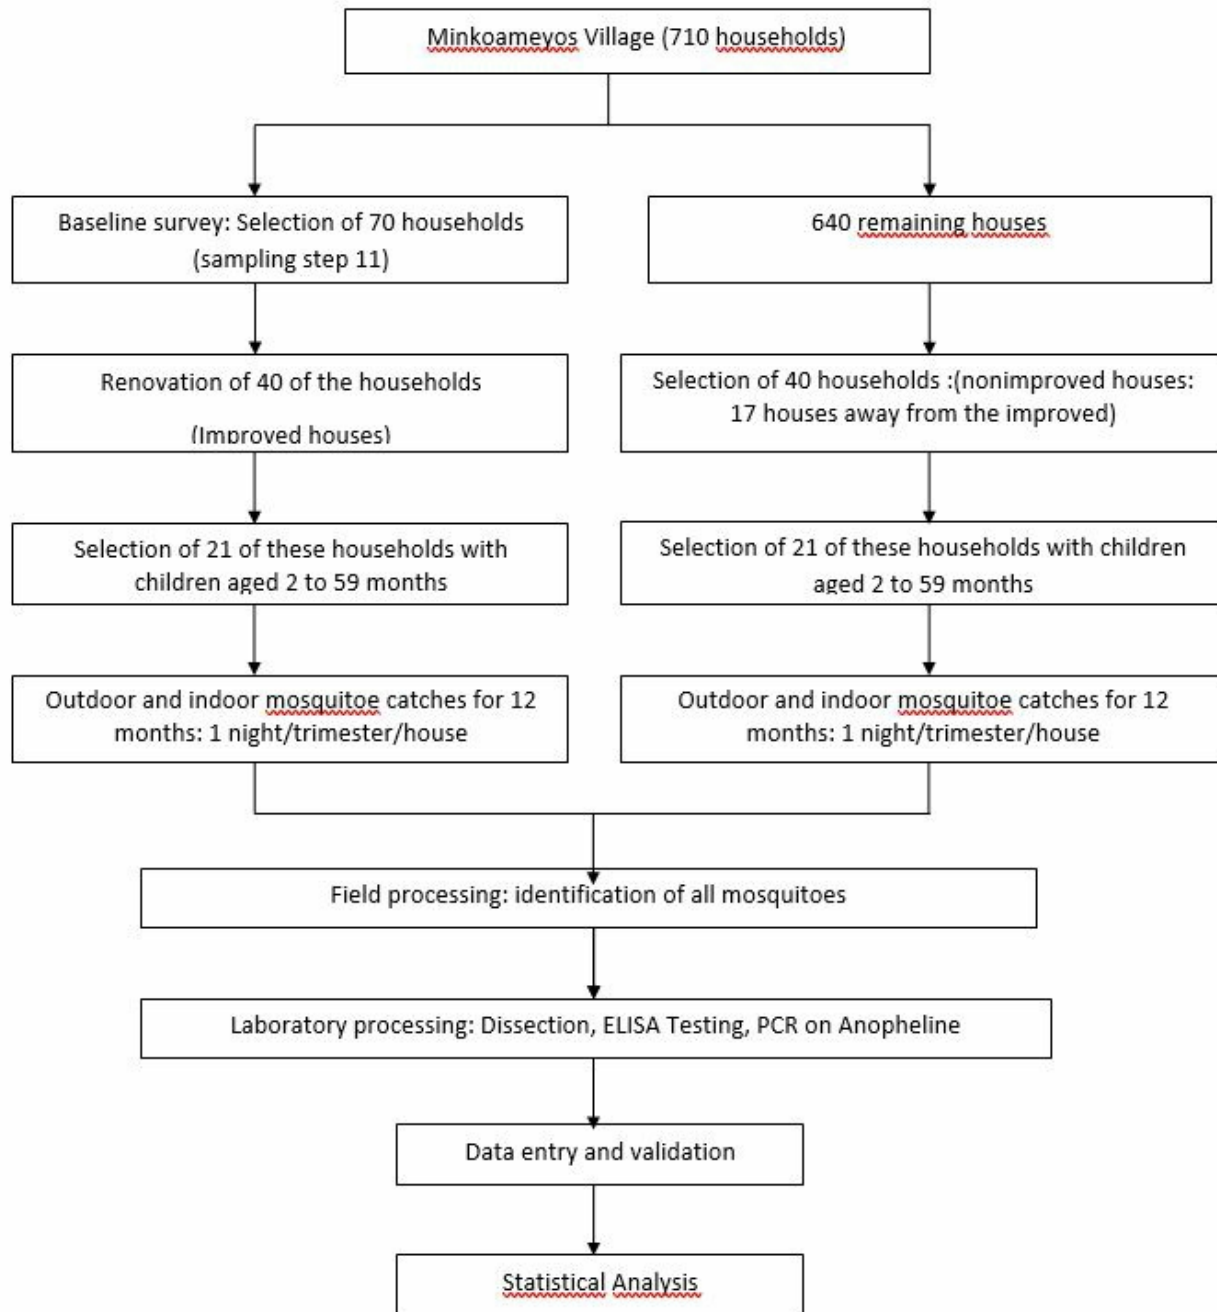 Minkoameyos Village (710 households)
Baseline survey: Selection of 70 households
(sampling step 11)
640 remaining houses
Renovation of 40 of the households
(Improved houses)
Selection of 40 households :(nonimproved houses:
17 houses away from the improved)
Selection of 21 of these households with
children aged 2 to 59 months
Selection of 21 of these households with children
aged 2 to 59 months
Outdoor and indoor mosquitoe catches for 12
months: 1 night/trimester/house
Outdoor and indoor mosquitoe catches for 12
months: 1 night/trimester/house
Field processing: identification of all mosquitoes
Laboratory processing: Dissection, ELISA Testing, PCR on Anopheline
Data entry and validation
Statistical Analysis